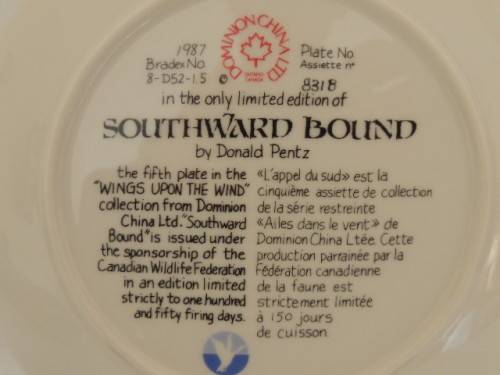 1987
Bradex No.
8-D52-1.5 ©
DOMINION CHINA LTD
ONTARIO
CANADA
Plate No.
Assiette n°
831B
in the only limited edition of
SOUTHWARD BOUND
by Donald Pentz
the fifth plate in the
"WINGS UPON THE WIND"
collection from Dominion
China Ltd. "Southward
Bound" is issued under
the sponsorship of the
Canadian Wildlife Federation
in an edition limited
strictly to one hundred
and fifty firing days.
«L'appel du sud» est la
cinquième assiette de collection
de la série restreinte
«Ailes dans le vent» de
Dominion China Ltée. Cette
production parrainée par la
Fédération canadienne
de la faune est
strictement limitée
à 150 jours
de cuisson.